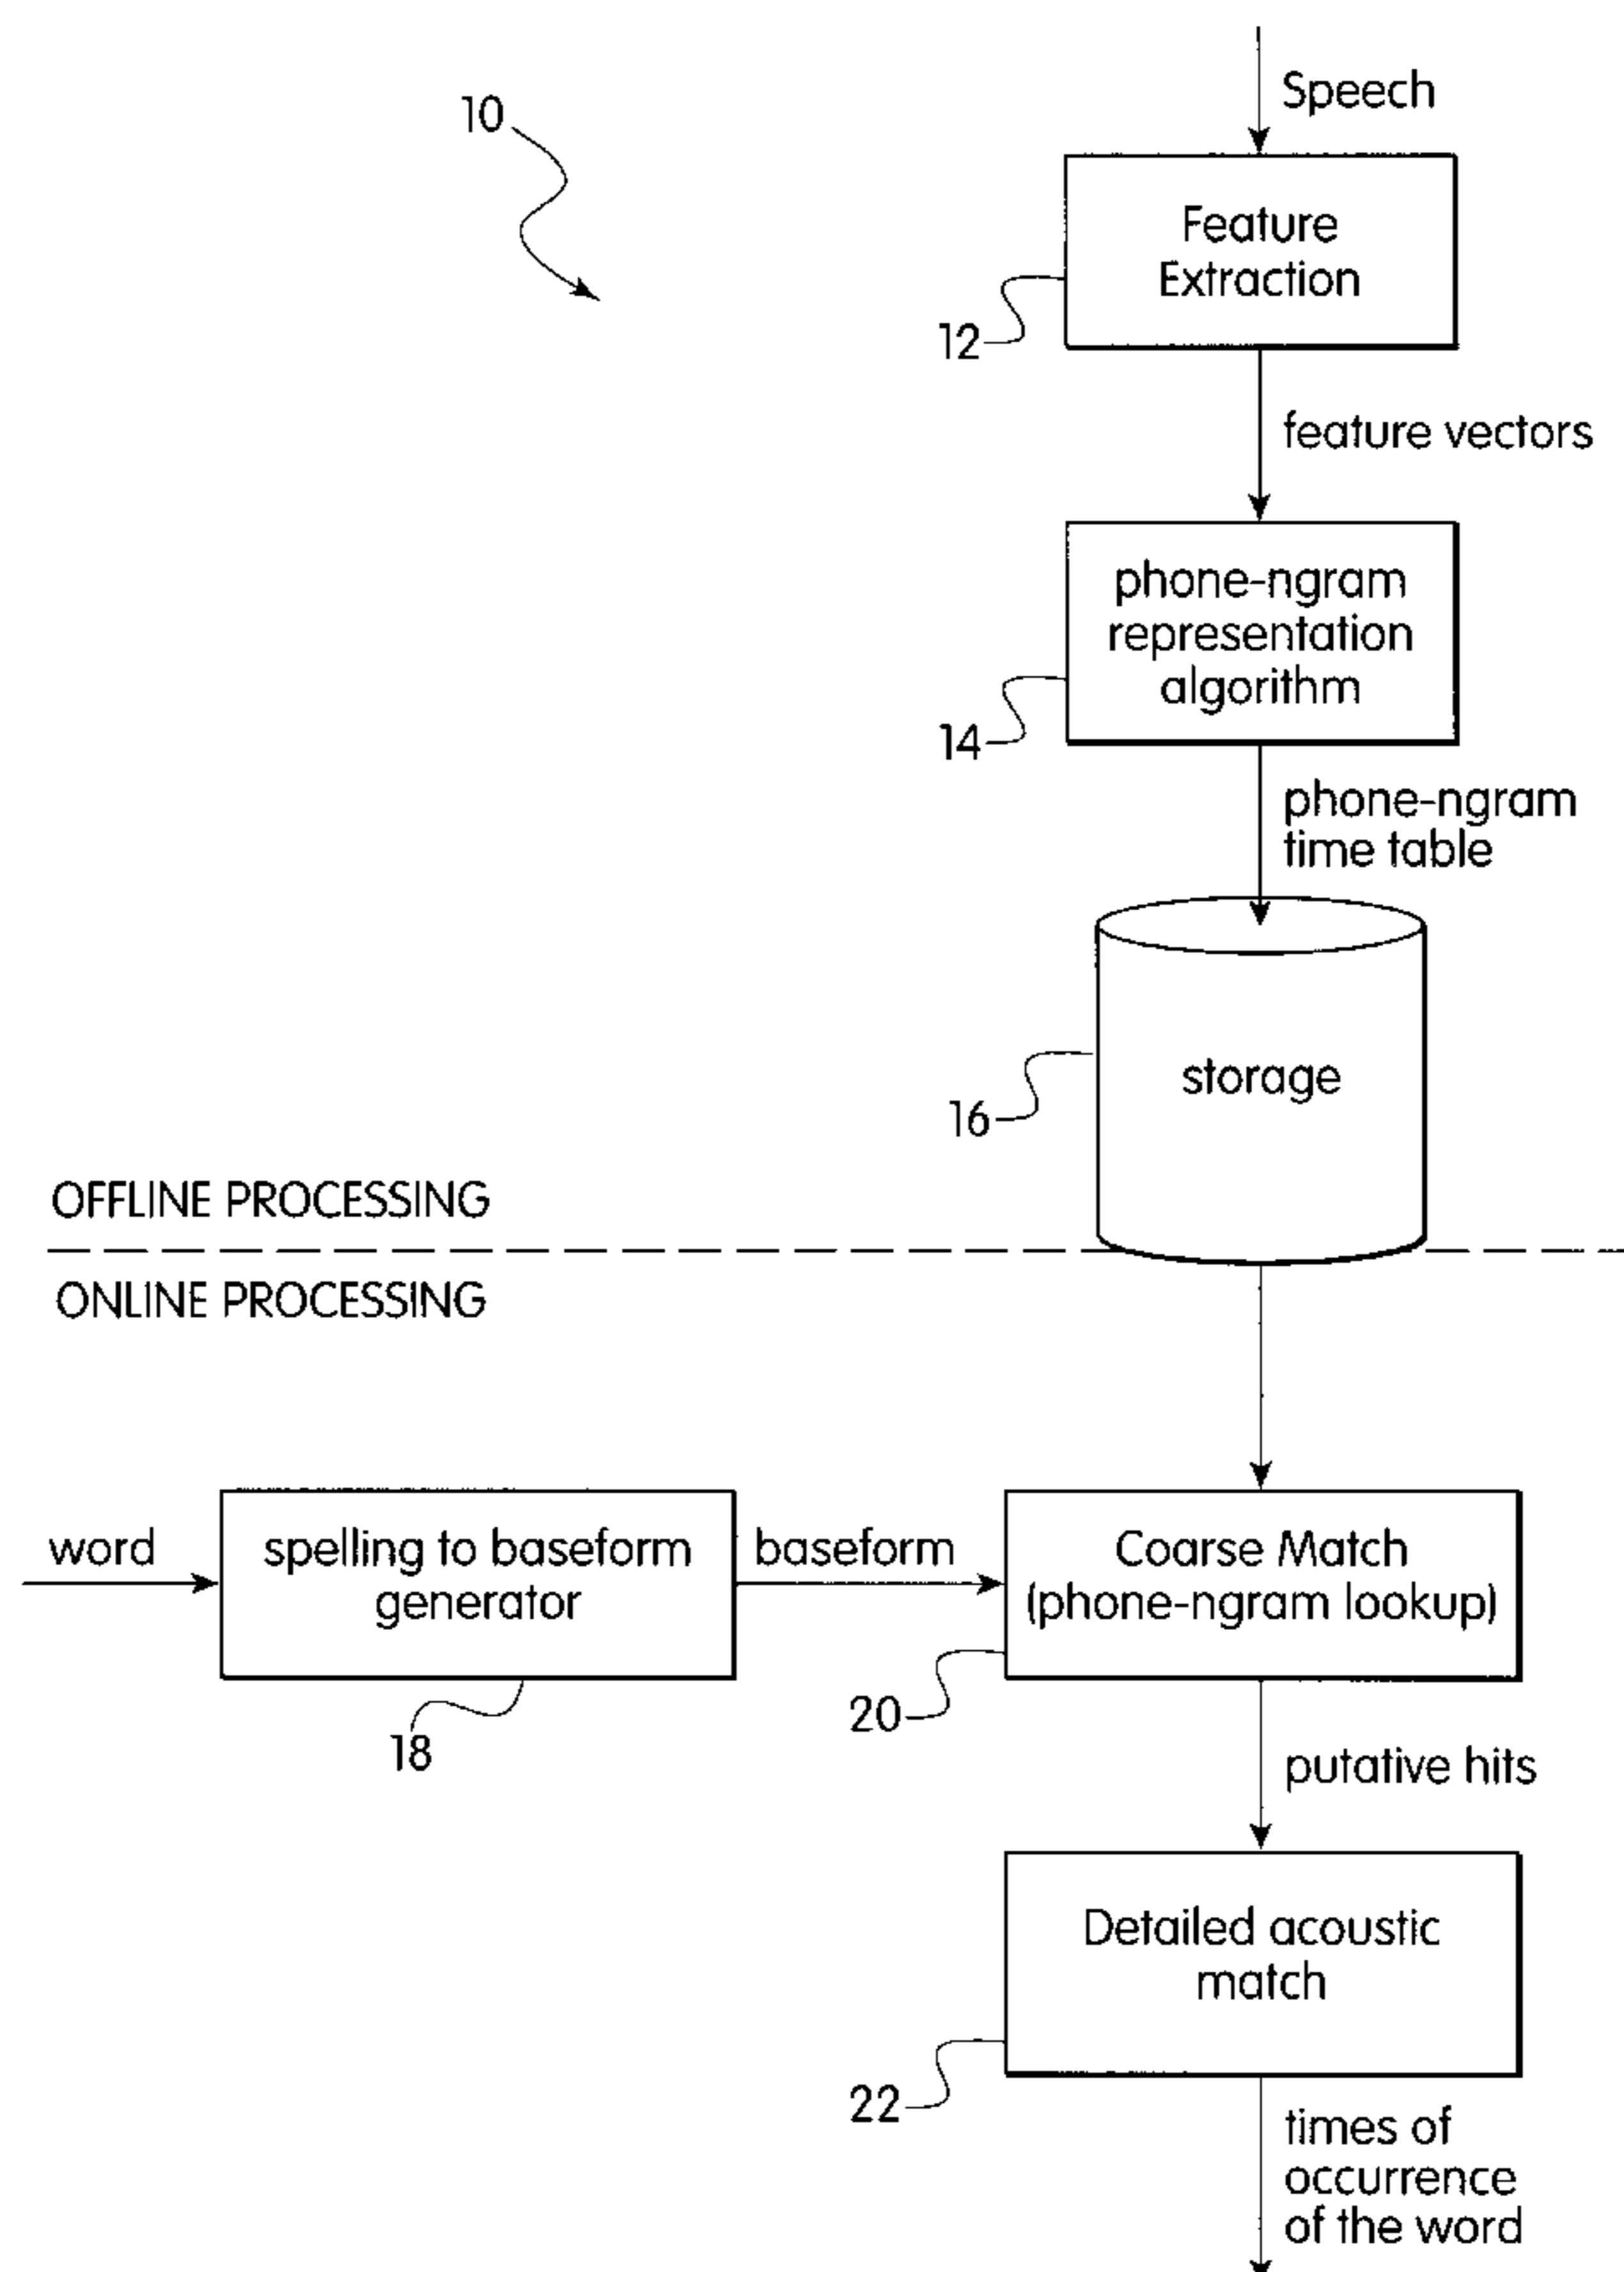 10
Speech
Feature
Extraction
12
feature vectors
phone-ngram
representation
algorithm
14
phone-ngram
time table
storage
16
OFFLINE PROCESSING
ONLINE PROCESSING
word
spelling to baseform
generator
18
baseform
Coarse Match
(phone-ngram lookup)
20
putative hits
Detailed acoustic
match
22
times of
occurrence
of the word